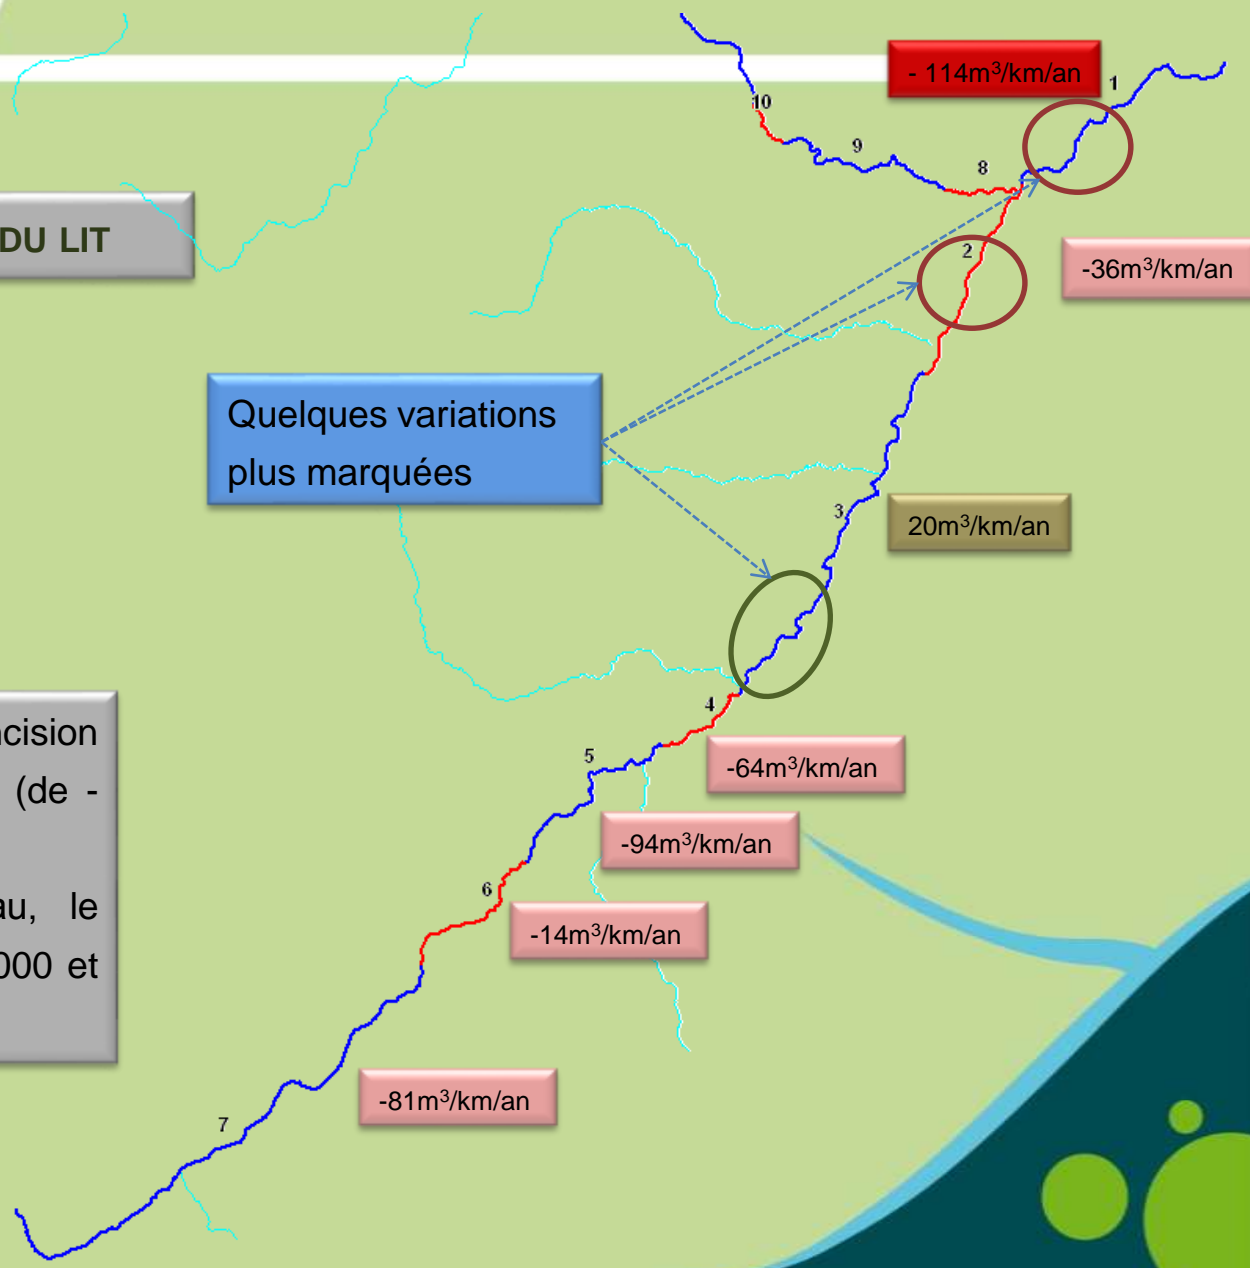 - 114m³/km/an
1
10
9
8
DU LIT
2
-36m³/km/an
Quelques variations
plus marquées
3
20m³/km/an
4
-64m³/km/an
5
(de -
-94m³/km/an
6
le
-14m³/km/an
000 et
-81m³/km/an
7